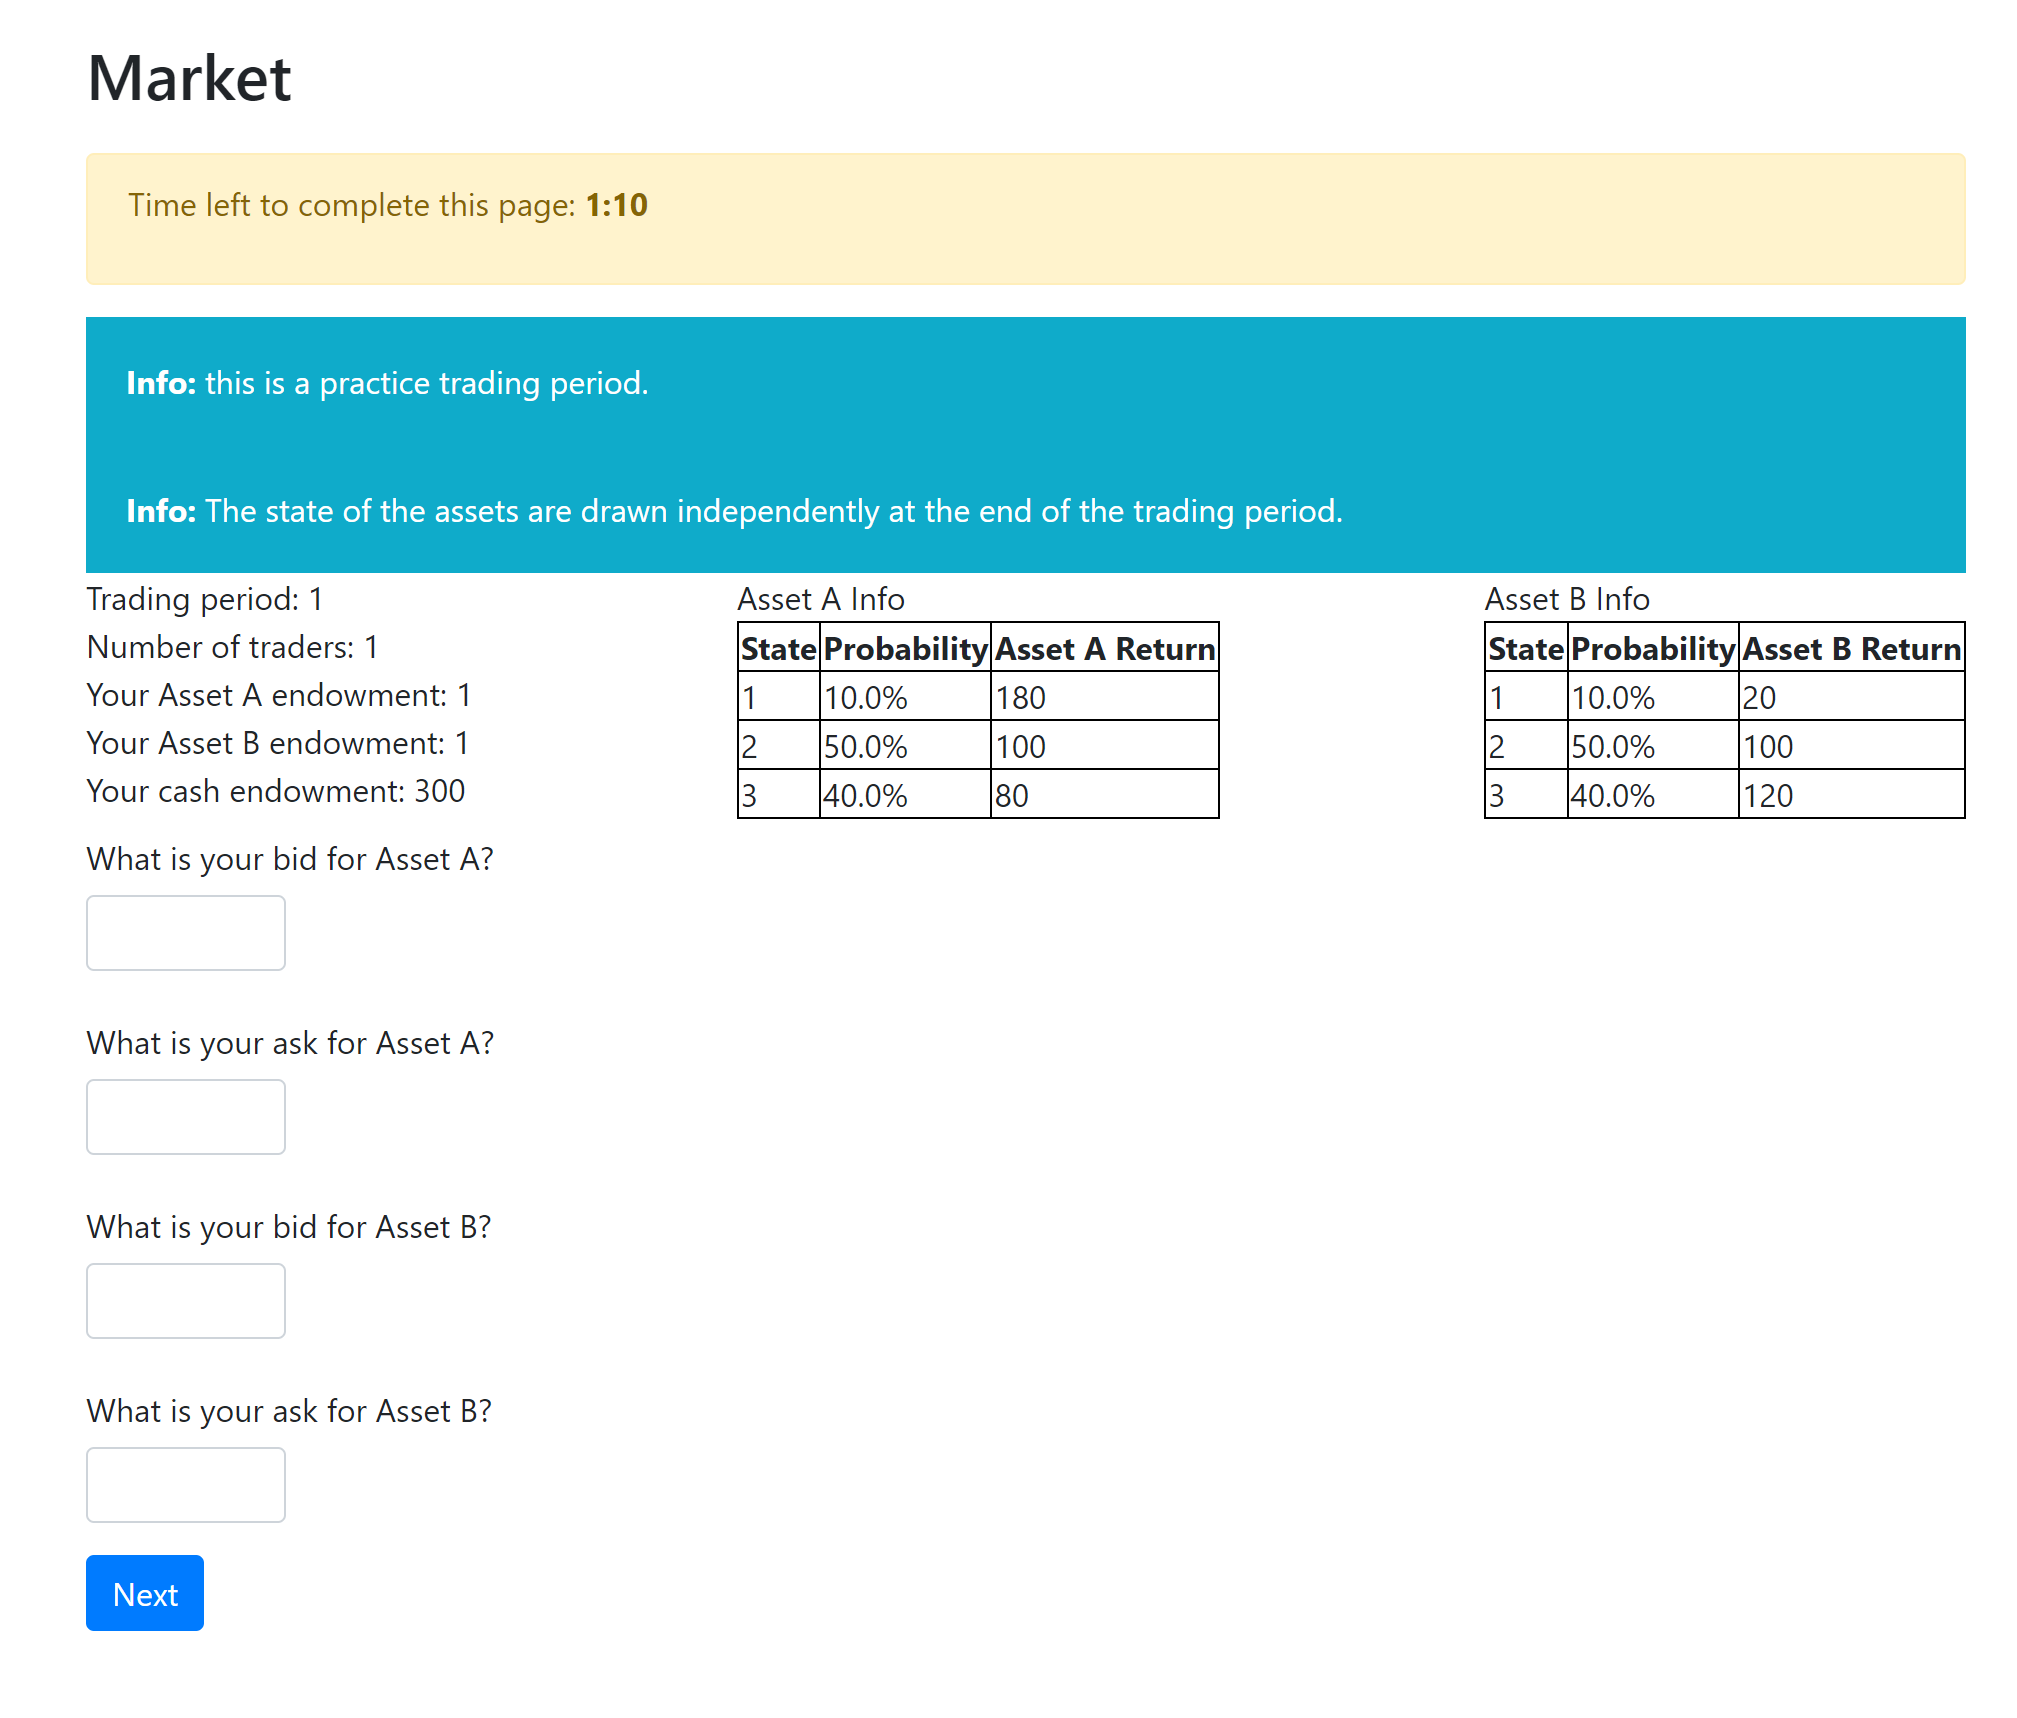 Market
Time left to complete this page: 1:10
Info: this is a practice trading period.
Info: The state of the assets are drawn independently at the end of the trading period.
Trading period: 1
Number of traders: 1
Your Asset A endowment: 1
Your Asset B endowment: 1
Your cash endowment: 300
Asset A Info
State Probability Asset A Return
1 10.0% 180
2 50.0% 100
3 40.0% 80
Asset B Info
State Probability Asset B Return
1 10.0% 20
2 50.0% 100
3 40.0% 120
What is your bid for Asset A?
What is your ask for Asset A?
What is your bid for Asset B?
What is your ask for Asset B?
Next